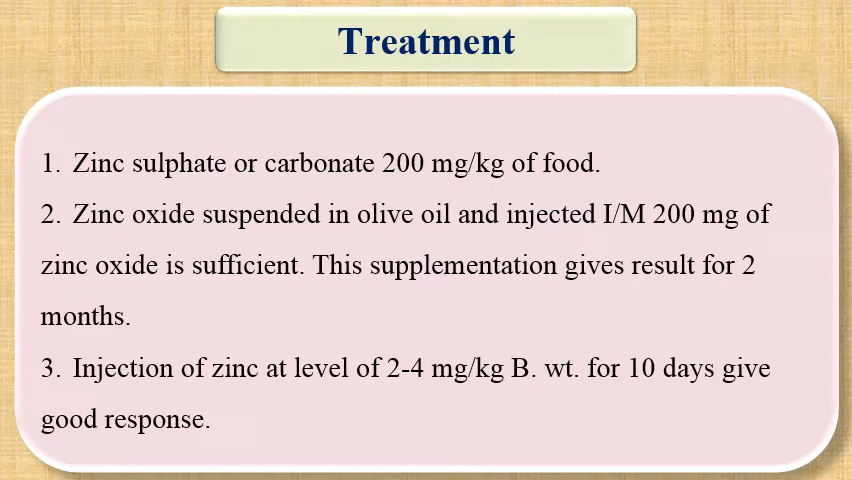 Treatment
1. Zinc sulphate or carbonate 200 mg/kg of food.
2. Zinc oxide suspended in olive oil and injected I/M 200 mg of
zinc oxide is sufficient. This supplementation gives result for 2
months.
3. Injection of zinc at level of 2-4 mg/kg B. wt. for 10 days give
good response.